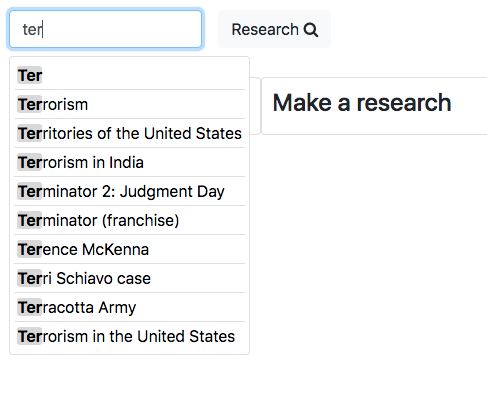 ter
Research
Ter
Make a research
Terrorism
Territories of the United States
Terrorism in India
Terminator 2: Judgment Day
Terminator (franchise)
Terence McKenna
Terri Schiavo case
Terracotta Army
Terrorism in the United States